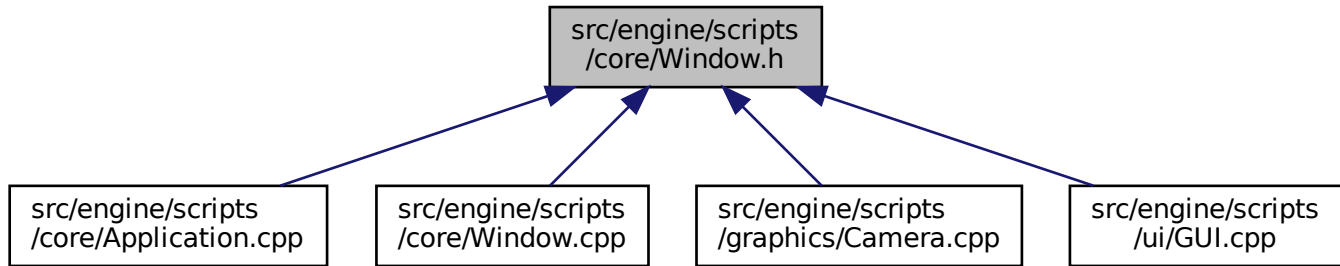 src/engine/scripts
/core/Window.h
src/engine/scripts
/core/Application.cpp
src/engine/scripts
/core/Window.cpp
src/engine/scripts
/graphics/Camera.cpp
src/engine/scripts
/ui/GUI.cpp